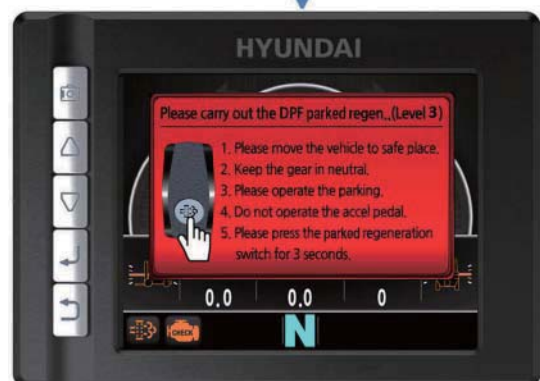 HYUNDAI
Please carry out the DPF parked regen..(Level 3)
1. Please move the vehicle to safe place.
2. Keep the gear in neutral.
3. Please operate the parking.
4. Do not operate the accel pedal.
5. Please press the parked regeneration
switch for 3 seconds.
0.0 0.0 0
CHECK
N